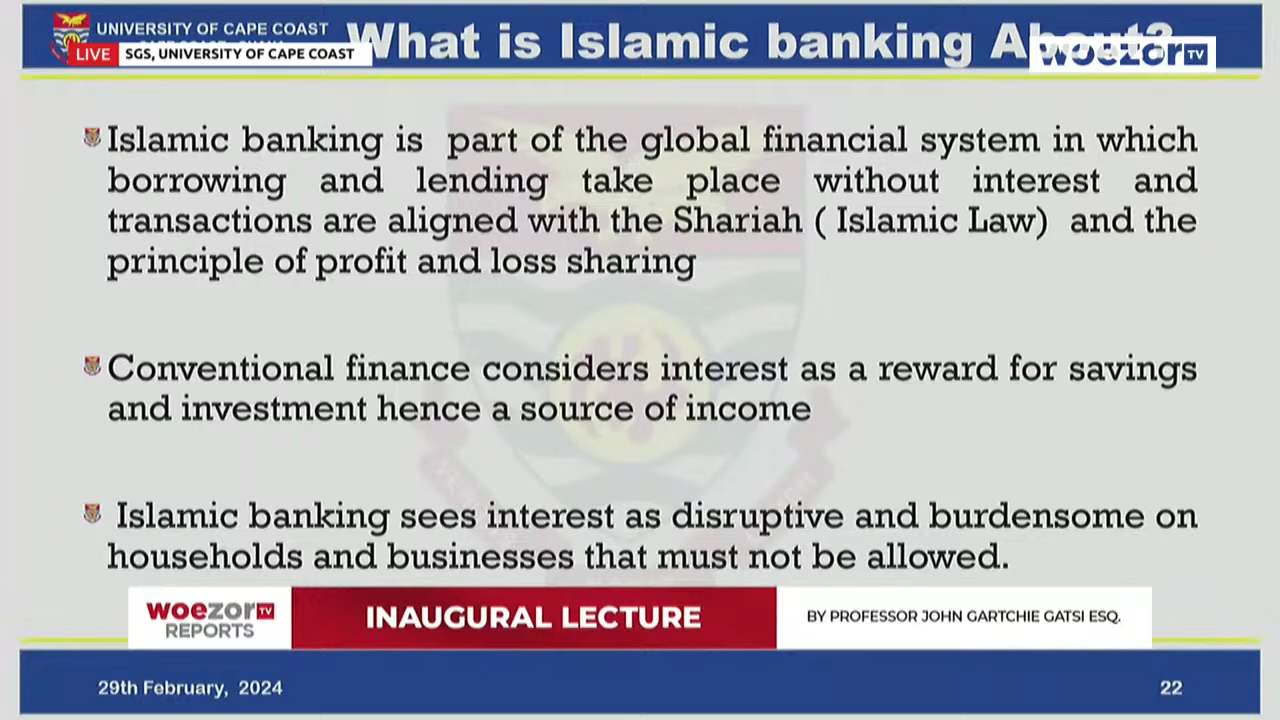 UNIVERSITY OF CAPE COAST
LIVE SGS, UNIVERSITY OF CAPE COAST
What is Islamic banking About?
woezor TV
Islamic banking is part of the global financial system in which
borrowing and lending take place without interest and
transactions are aligned with the Shariah ( Islamic Law) and the
principle of profit and loss sharing
Conventional finance considers interest as a reward for savings
and investment hence a source of income
Islamic banking sees interest as disruptive and burdensome on
households and businesses that must not be allowed.
woezor TV
REPORTS
INAUGURAL LECTURE
BY PROFESSOR JOHN GARTCHIE GATSI ESQ.
29th February, 2024
22